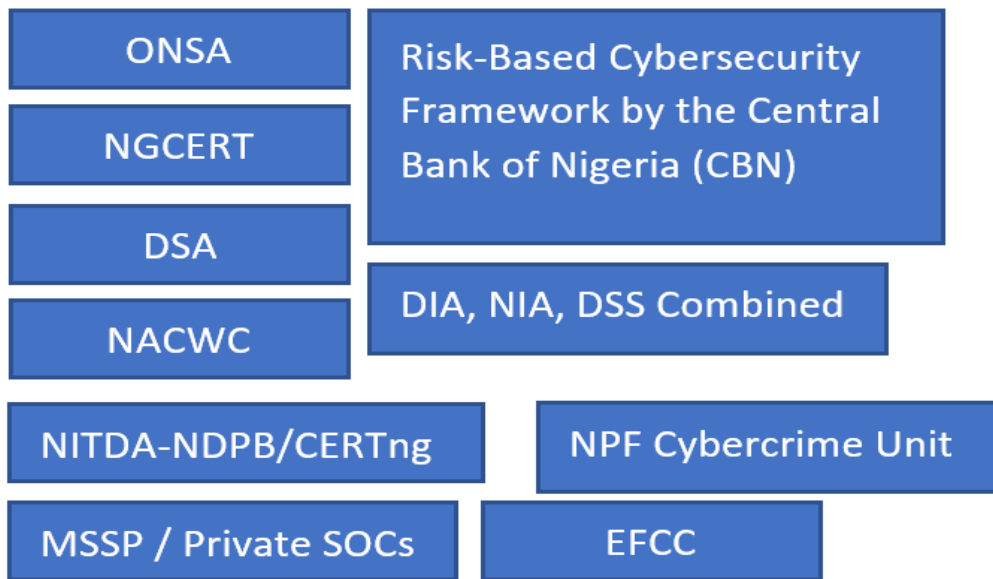 ONSA
NGCERT
DSA
NACWC
Risk-Based Cybersecurity
Framework by the Central
Bank of Nigeria (CBN)
DIA, NIA, DSS Combined
NITDA-NDPB/CERTng
NPF Cybercrime Unit
MSSP / Private SOCs
EFCC